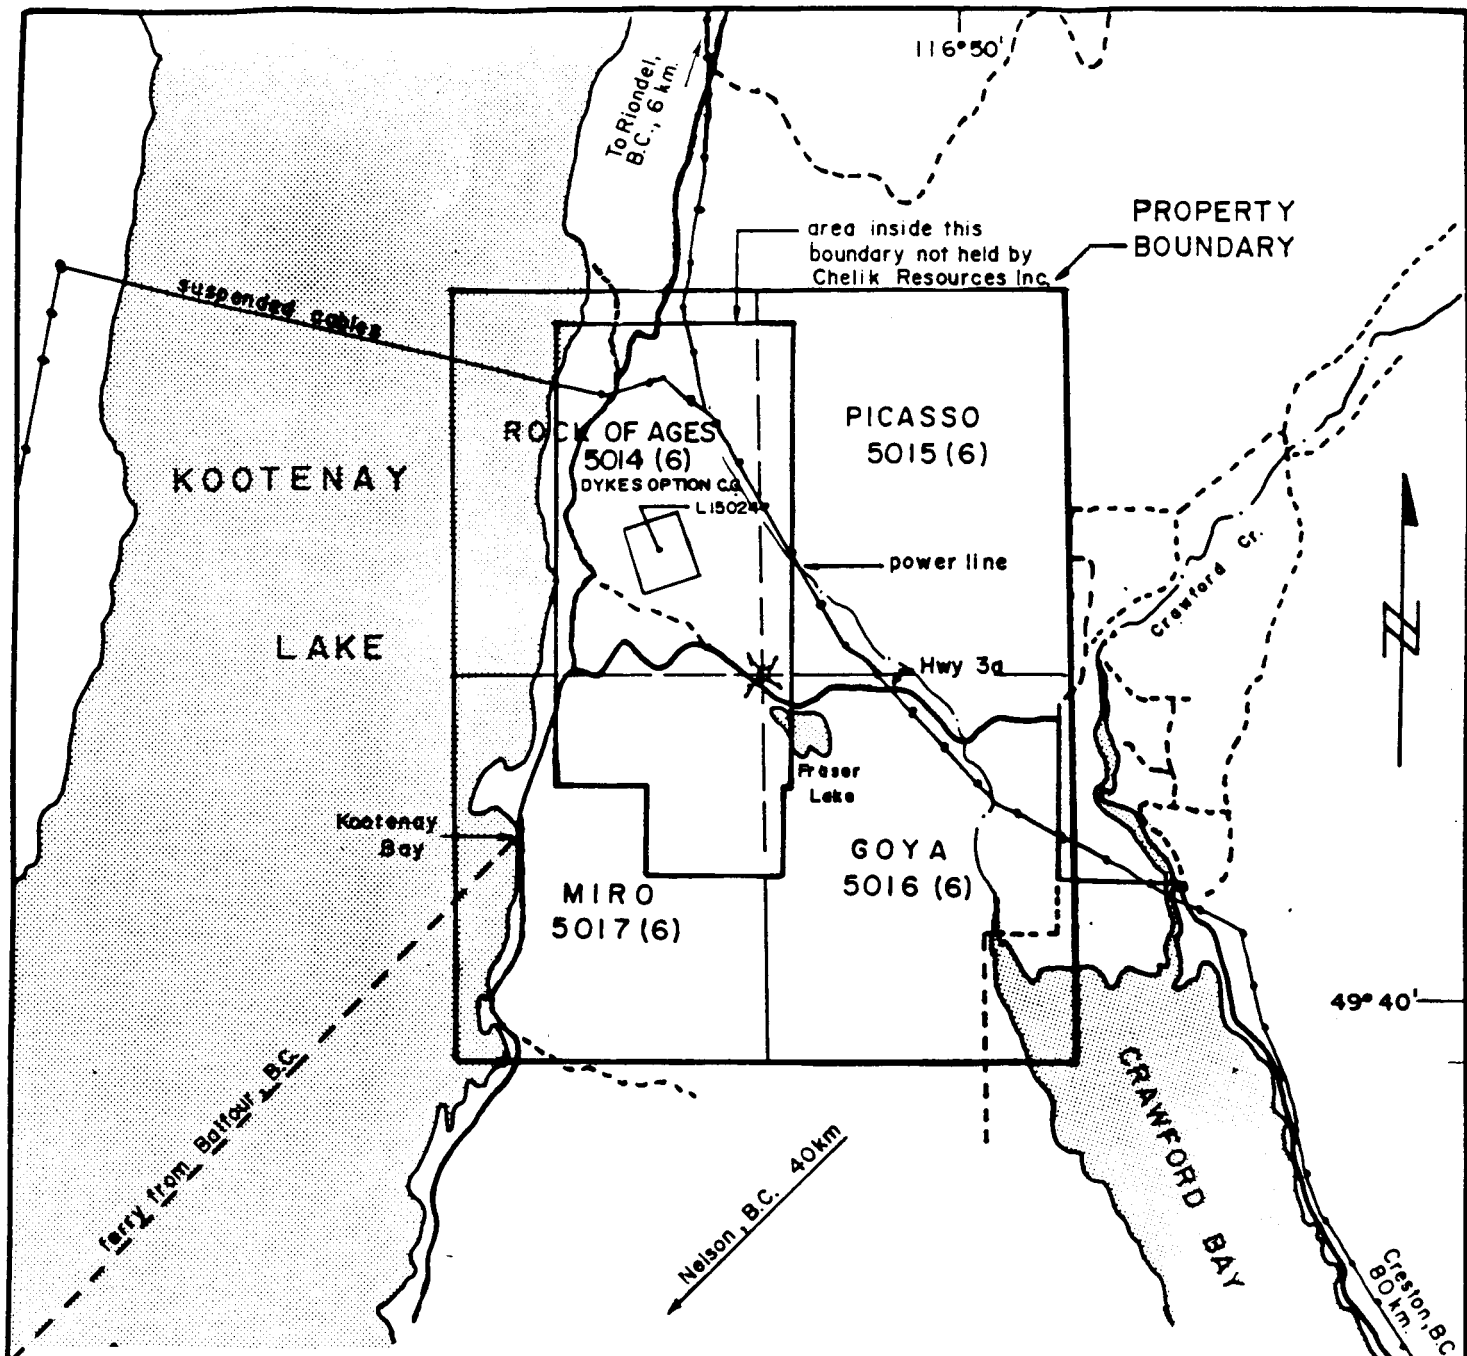 116°50'
To Riondel,
B.C., 6 km.
PROPERTY
BOUNDARY
area inside this
boundary not held by
Chelik Resources Inc.
suspended cables
ROCK OF AGES
5014 (6)
DYKES OPTION C.G.
L15024
PICASSO
5015 (6)
KOOTENAY
LAKE
power line
Crawford Cr.
N
Hwy 3a
Fraser
Lake
Kootenay
Bay
GOYA
5016 (6)
MIRO
5017 (6)
49°40'
ferry from Balfour, B.C.
CRAWFORD BAY
Nelson, B.C. 40km
Creston, B.C.
80 km.